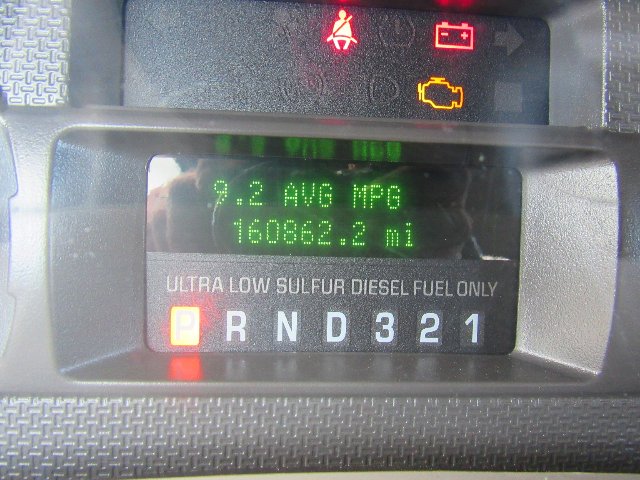 9.2 AVG MPG
160862.2 mi
ULTRA LOW SULFUR DIESEL FUEL ONLY
P R N D 3 2 1